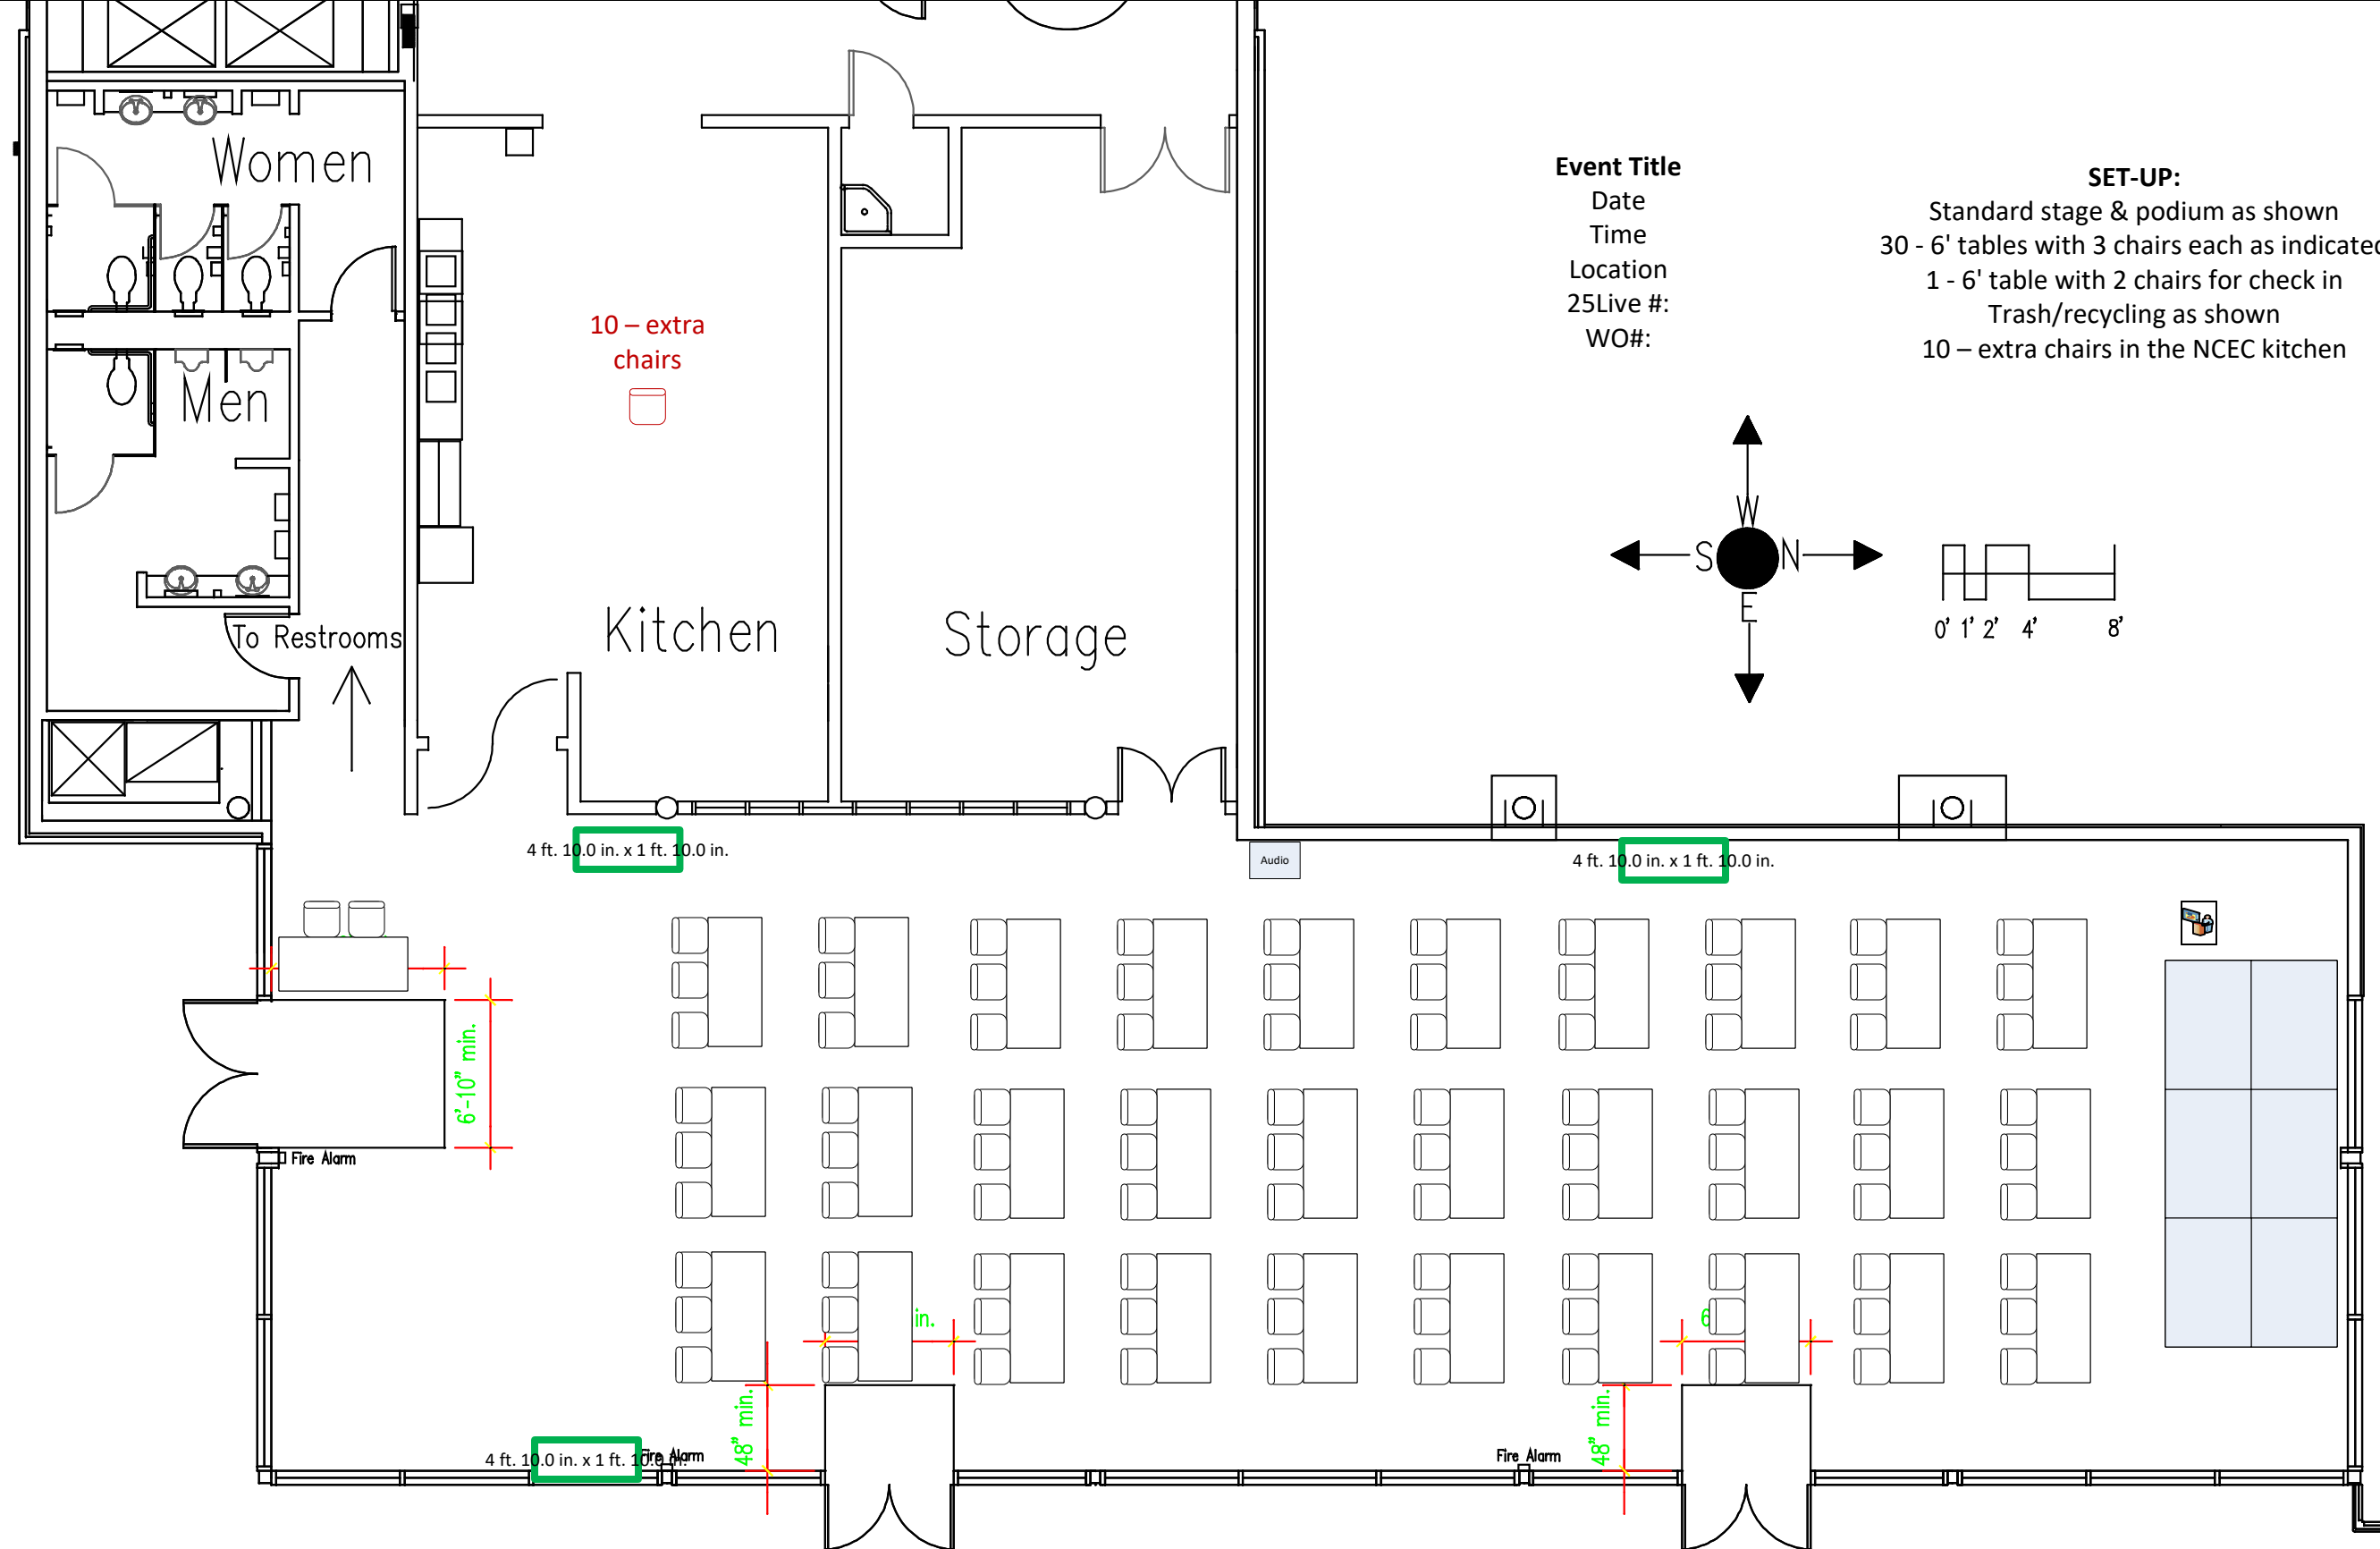 Women
Event Title
Date
Time
Location
25Live #:
WO#:
SET-UP:
Standard stage & podium as shown
30 - 6' tables with 3 chairs each as indicated
1 - 6' table with 2 chairs for check in
Trash/recycling as shown
10 – extra chairs in the NCEC kitchen
10 – extra
chairs
Men
W
S N
E
To Restrooms
Kitchen
Storage
0' 1' 2' 4' 8'
4 ft. 10.0 in. x 1 ft. 10.0 in.
Audio
4 ft. 10.0 in. x 1 ft. 10.0 in.
6'-10" min.
Fire Alarm
in.
6
48" min.
48" min.
4 ft. 10.0 in. x 1 ft. 10.0 in.
Fire Alarm
Fire Alarm